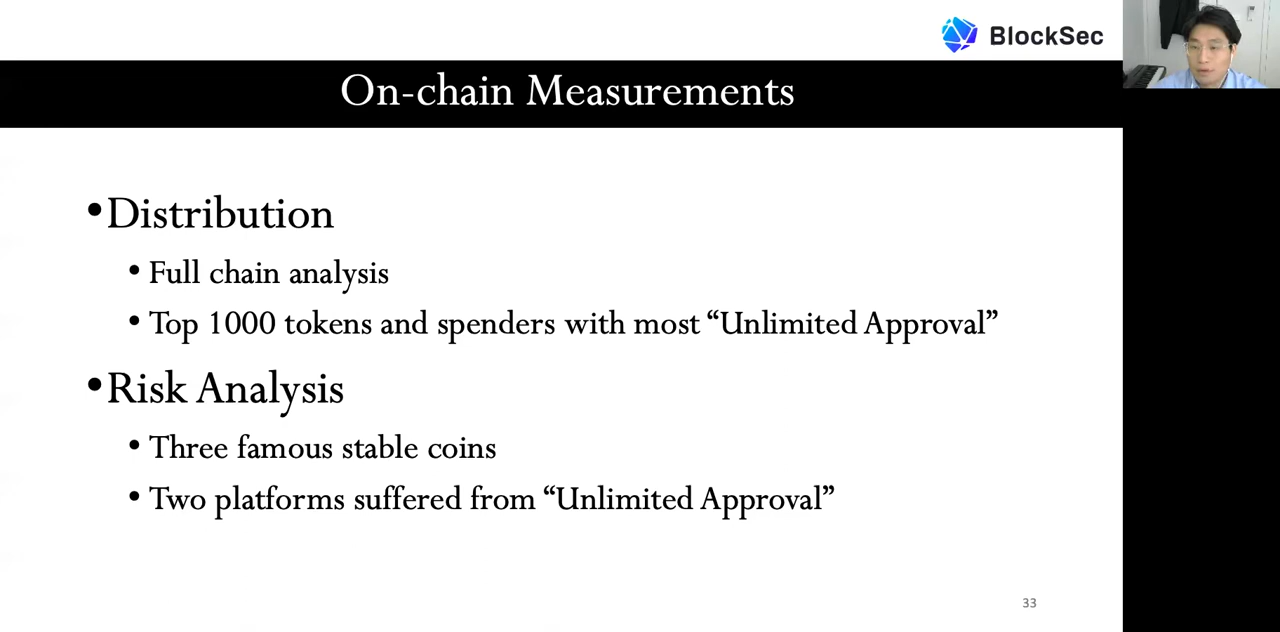 BlockSec
On-chain Measurements
•Distribution
• Full chain analysis
• Top 1000 tokens and spenders with most “Unlimited Approval”
•Risk Analysis
• Three famous stable coins
• Two platforms suffered from “Unlimited Approval”
33